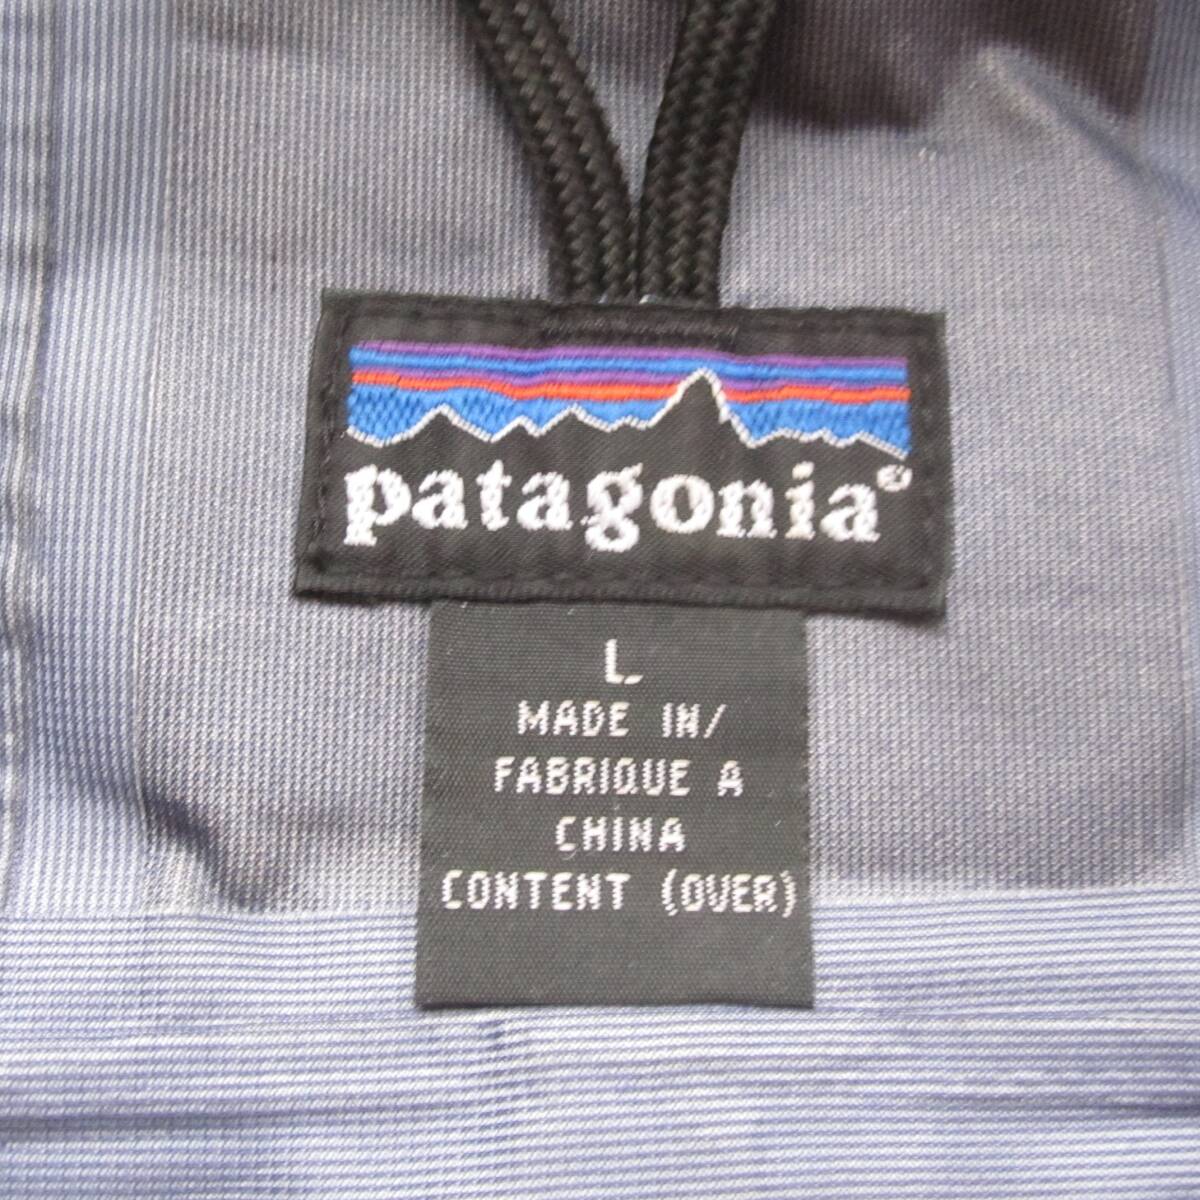 patagonia®
L
MADE IN/
FABRIQUE A
CHINA
CONTENT (OVER)